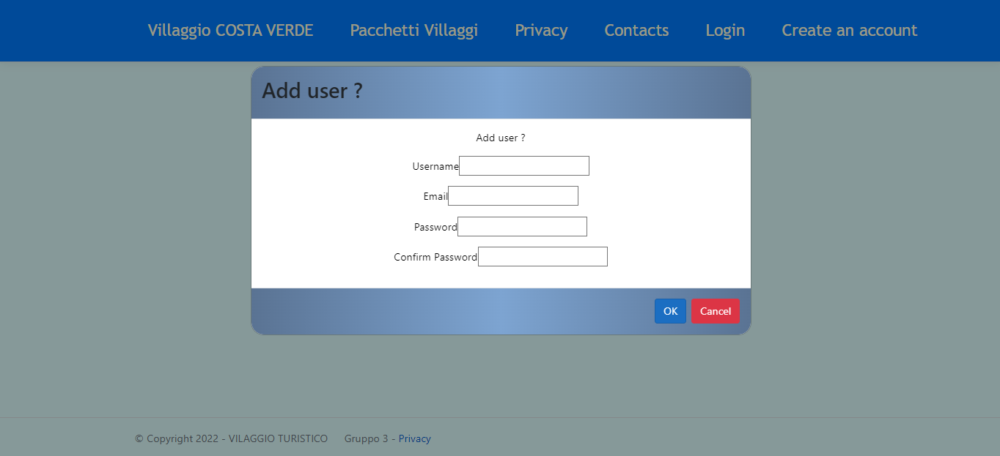 Villaggio COSTA VERDE Pacchetti Villaggi Privacy Contacts Login Create an account
Add user ?
Add user ?
Username
Email
Password
Confirm Password
OK Cancel
© Copyright 2022 - VILAGGIO TURISTICO Gruppo 3 - Privacy